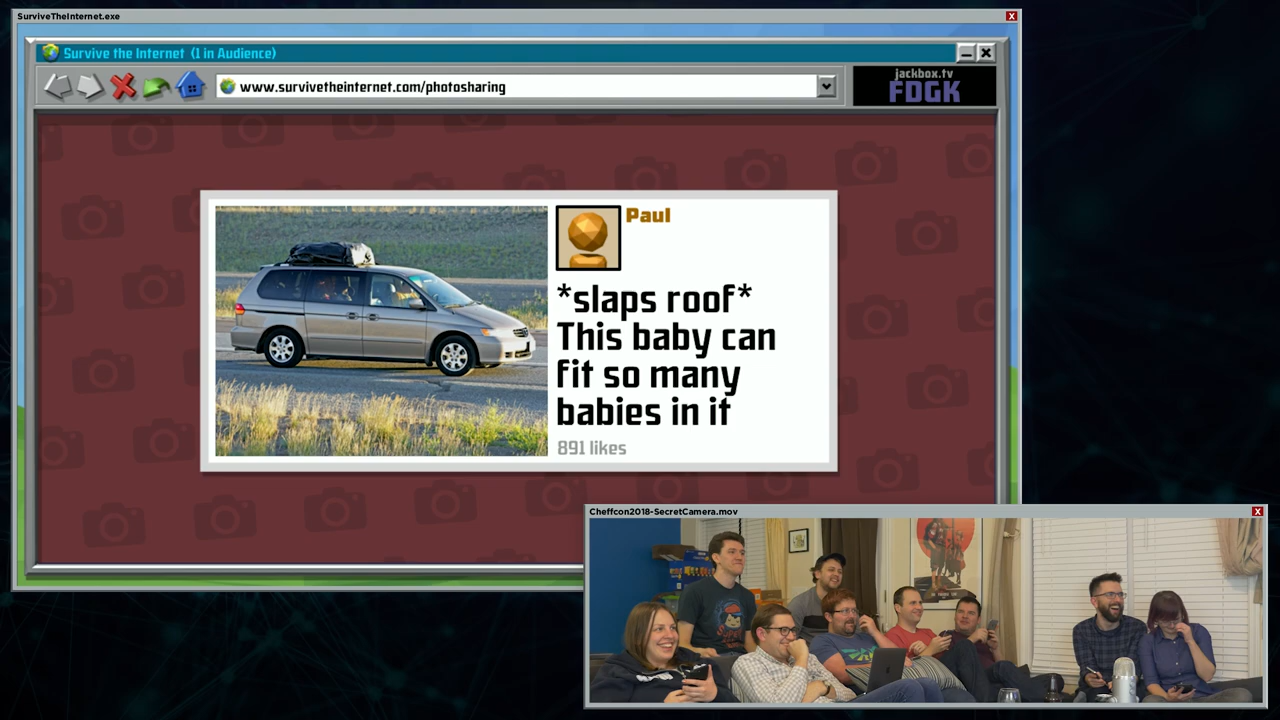 SurviveTheInternet.exe
X
Survive the Internet (1 in Audience)
www.survivetheinternet.com/photosharing
jackbox.tv
FDGK
Paul
*slaps roof*
This baby can
fit so many
babies in it
891 likes
Cheffcon2018-SecretCamera.mov
X